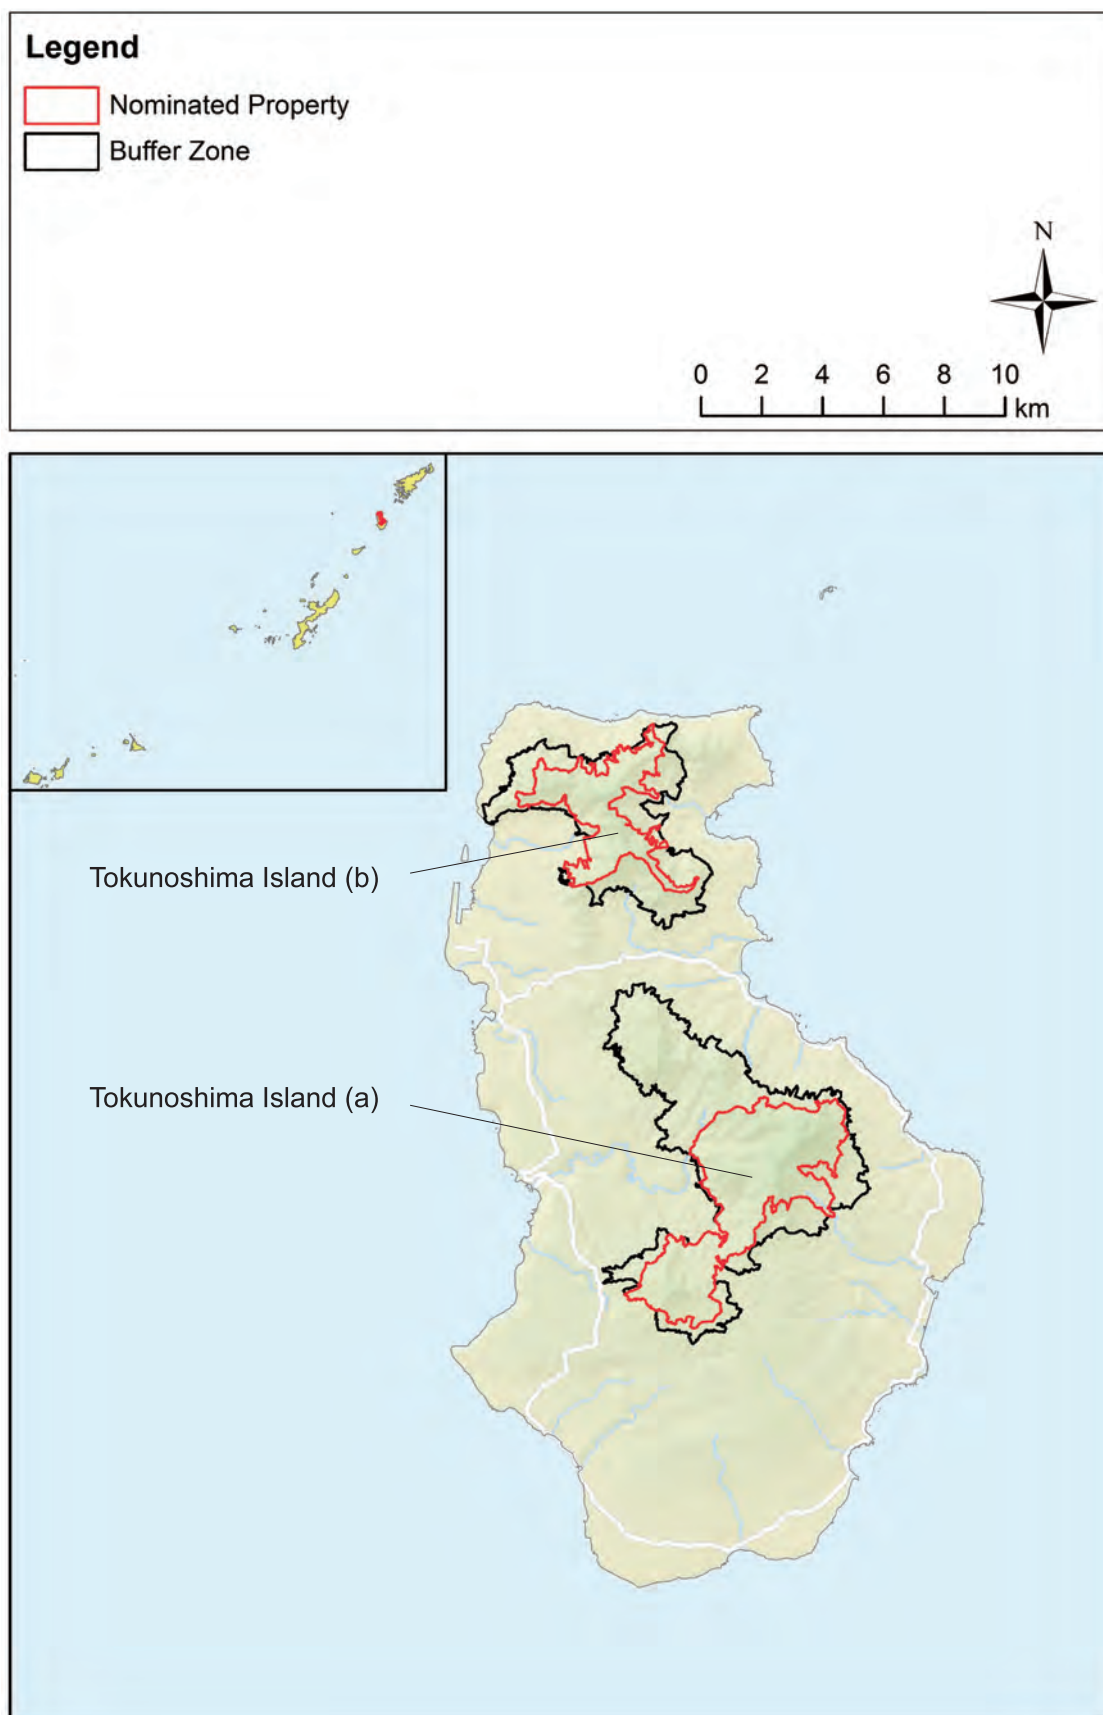 Legend
Nominated Property
Buffer Zone
N
0 2 4 6 8 10
km
Tokunoshima Island (b)
Tokunoshima Island (a)